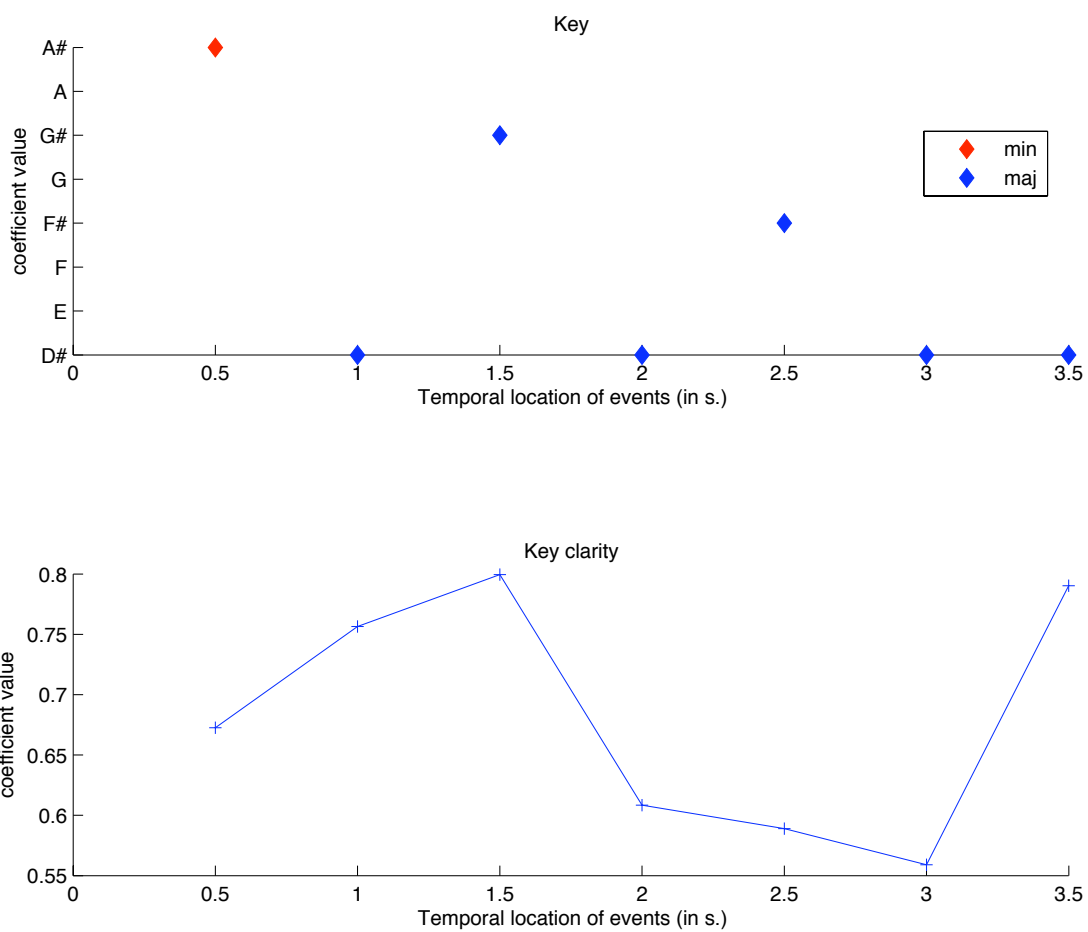 Key
coefficient value
A#
A
G#
G
F#
F
E
D#
min
maj
0 0.5 1 1.5 2 2.5 3 3.5
Temporal location of events (in s.)
Key clarity
coefficient value
0.8
0.75
0.7
0.65
0.6
0.55
0 0.5 1 1.5 2 2.5 3 3.5
Temporal location of events (in s.)